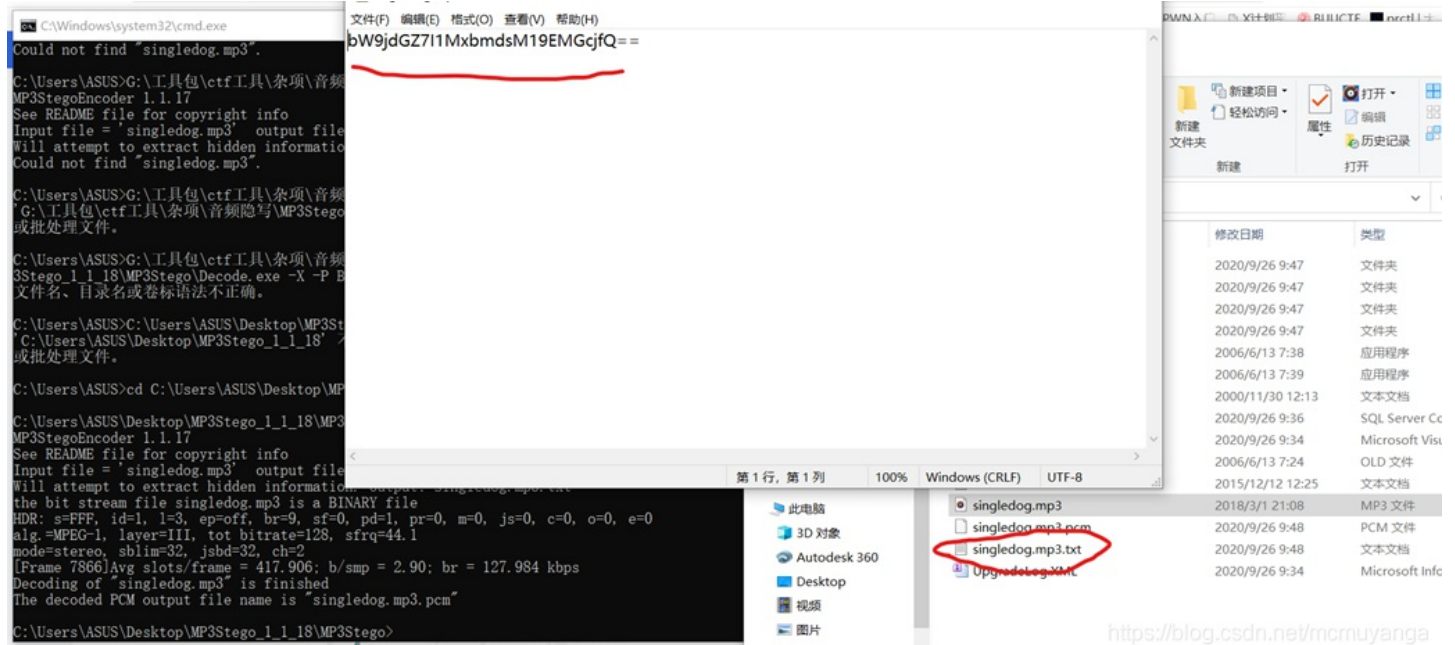 C:\Windows\system32\cmd.exe
Could not find "singledog.mp3".
C:\Users\ASUS>G:\工具包\ctf工具\杂项\音频
MP3StegoEncoder 1.1.17
See README file for copyright info
Input file = 'singledog.mp3' output file
Will attempt to extract hidden informatio
Could not find "singledog.mp3".
C:\Users\ASUS>G:\工具包\ctf工具\杂项\音频
'G:\工具包\ctf工具\杂项\音频隐写\MP3Stego
或批处理文件。
C:\Users\ASUS>G:\工具包\ctf工具\杂项\音频
3Stego_1_1_18\MP3Stego\Decode.exe -X -P B
文件名、目录名或卷标语法不正确。
C:\Users\ASUS>C:\Users\ASUS\Desktop\MP3St
'C:\Users\ASUS\Desktop\MP3Stego_1_1_18'
或批处理文件。
C:\Users\ASUS>cd C:\Users\ASUS\Desktop\MP
C:\Users\ASUS\Desktop\MP3Stego_1_1_18\MP3
MP3StegoEncoder 1.1.17
See README file for copyright info
Input file = 'singledog.mp3' output file
Will attempt to extract hidden information. Output: singledog.mp3.txt
the bit stream file singledog.mp3 is a BINARY file
HDR: s=FFF, id=1, l=3, ep=off, br=9, sf=0, pd=1, pr=0, m=0, js=0, c=0, o=0, e=0
alg.=MPEG-1, layer=III, tot bitrate=128, sfrq=44.1
mode=stereo, sblim=32, jsbd=32, ch=2
[Frame 7866]Avg slots/frame = 417.906; b/smp = 2.90; br = 127.984 kbps
Decoding of "singledog.mp3" is finished
The decoded PCM output file name is "singledog.mp3.pcm"
C:\Users\ASUS\Desktop\MP3Stego_1_1_18\MP3Stego>
文件(F) 编辑(E) 格式(O) 查看(V) 帮助(H)
bW9jdGZ7I1MxbmdsM19EMGcjfQ==
第 1 行，第 1 列 100% Windows (CRLF) UTF-8
新建项目
轻松访问
新建
文件夹
新建
属性
打开
编辑
历史记录
打开
修改日期 类型
2020/9/26 9:47 文件夹
2020/9/26 9:47 文件夹
2020/9/26 9:47 文件夹
2020/9/26 9:47 文件夹
2006/6/13 7:38 应用程序
2006/6/13 7:39 应用程序
2000/11/30 12:13 文本文档
2020/9/26 9:36 SQL Server Co
2020/9/26 9:34 Microsoft Visu
2006/6/13 7:24 OLD 文件
2015/12/12 12:25 文本文档
singledog.mp3 2018/3/1 21:08 MP3 文件
singledog.mp3.pcm 2020/9/26 9:48 PCM 文件
singledog.mp3.txt 2020/9/26 9:48 文本文档
UpgradeLog.XML 2020/9/26 9:34 Microsoft Info
此电脑
3D 对象
Autodesk 360
Desktop
视频
图片
https://blog.csdn.net/mcmuyanga